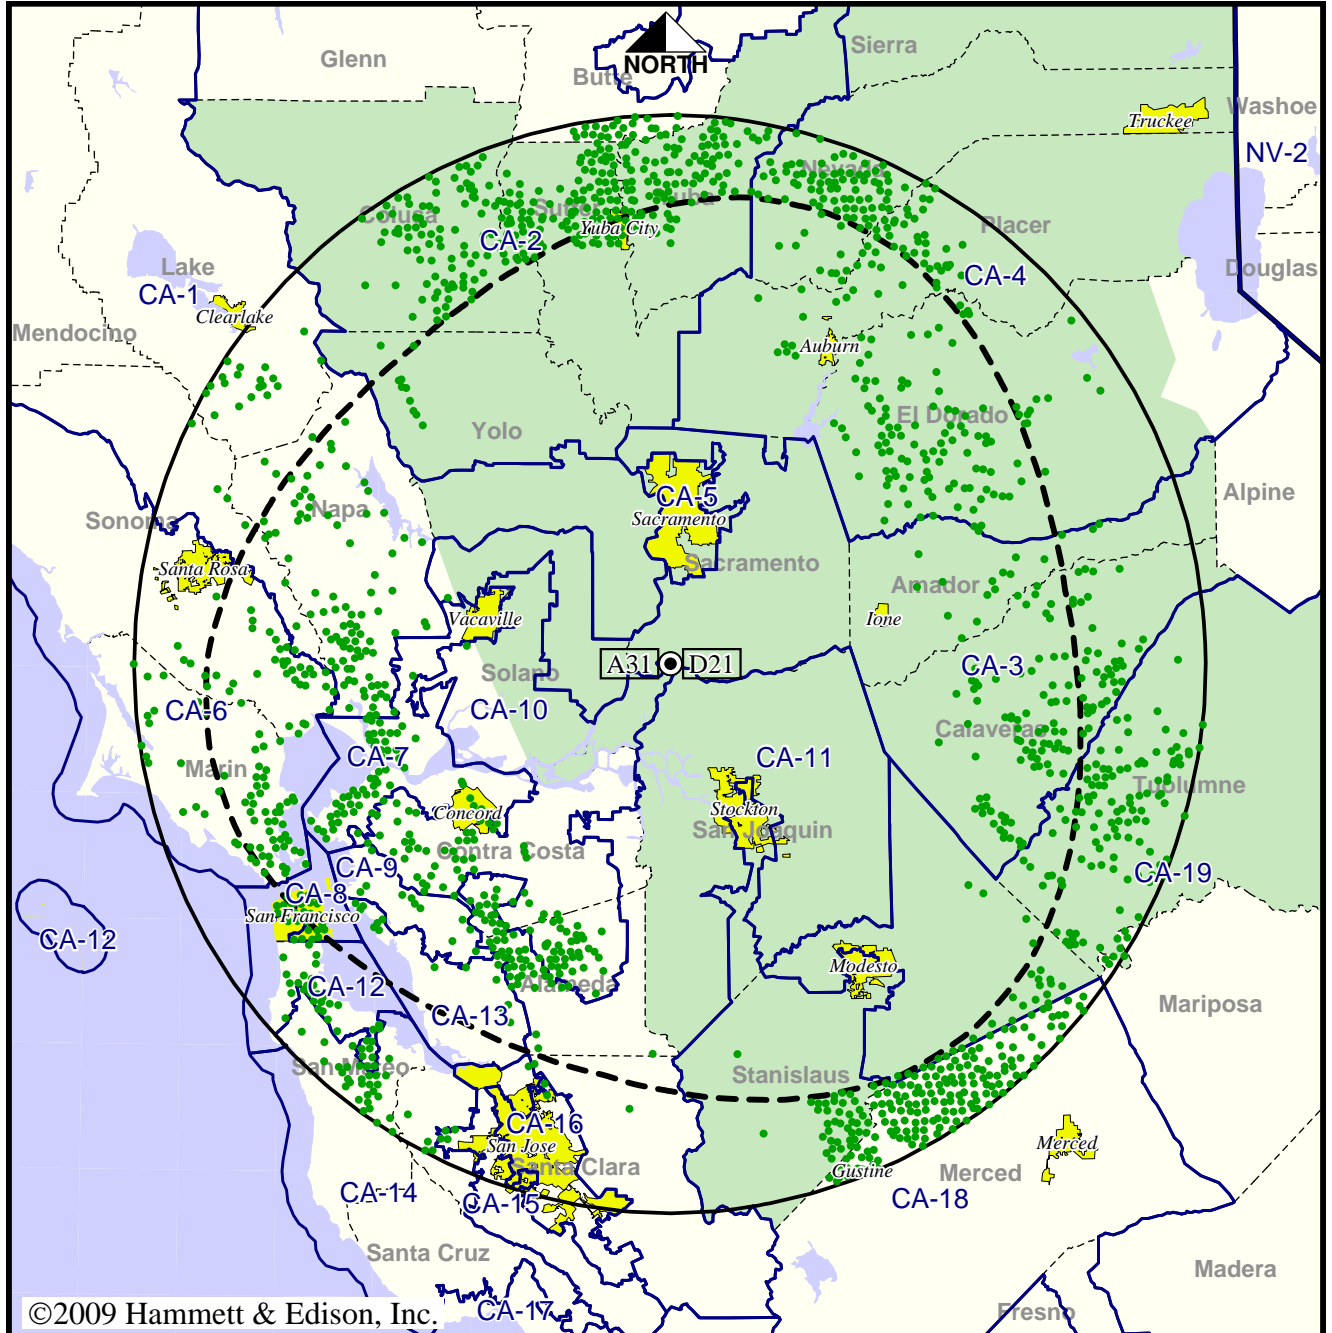 Glenn
Sierra
Butte
NORTH
Washoe
Truckee
NV-2
Nevada
Colusa
Sutter
Yuba
Yuba City
CA-2
Placer
Lake
Douglas
CA-4
CA-1
Clearlake
Mendocino
Auburn
El Dorado
Yolo
CA-5
Alpine
Napa
Sonoma
Sacramento
Sacramento
Santa Rosa
Amador
Vacaville
Ione
A31 D21
Solano
CA-3
CA-10
CA-6
Calaveras
CA-7
CA-11
Marin
Tuolumne
Concord
Stockton
San Joaquin
Contra Costa
CA-9
CA-19
CA-8
San Francisco
CA-12
Modesto
Alameda
CA-12
Mariposa
CA-13
San Mateo
Stanislaus
CA-16
San Jose
Merced
Santa Clara
Gustine
Merced
CA-14
CA-18
CA-15
Santa Cruz
Madera
CA-17
Fresno
©2009 Hammett & Edison, Inc.